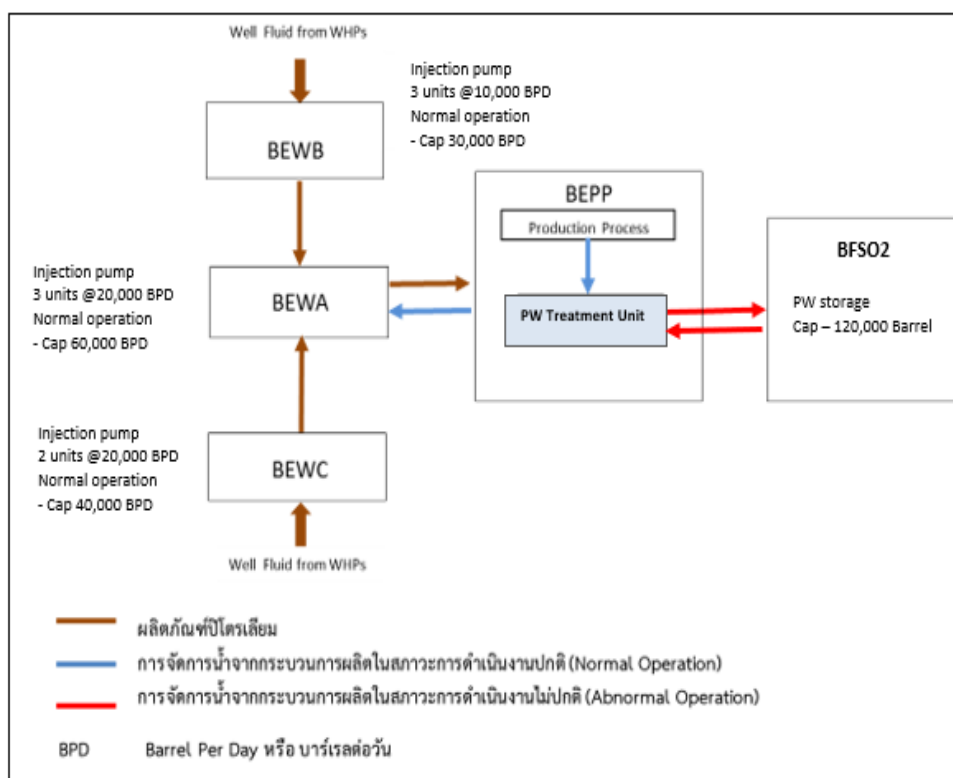 Well Fluid from WHPs
Injection pump
3 units @10,000 BPD
Normal operation
- Cap 30,000 BPD
BEWB
BEPP
Production Process
BFSO2
Injection pump
3 units @20,000 BPD
Normal operation
- Cap 60,000 BPD
BEWA
PW Treatment Unit
PW storage
Cap – 120,000 Barrel
Injection pump
2 units @20,000 BPD
Normal operation
- Cap 40,000 BPD
BEWC
Well Fluid from WHPs
ผลิตภัณฑ์ปิโตรเลียม
การจัดการน้ำจากกระบวนการผลิตในสภาวะการดำเนินงานปกติ (Normal Operation)
การจัดการน้ำจากกระบวนการผลิตในสภาวะการดำเนินงานไม่ปกติ (Abnormal Operation)
BPD Barrel Per Day หรือ บาร์เรลต่อวัน